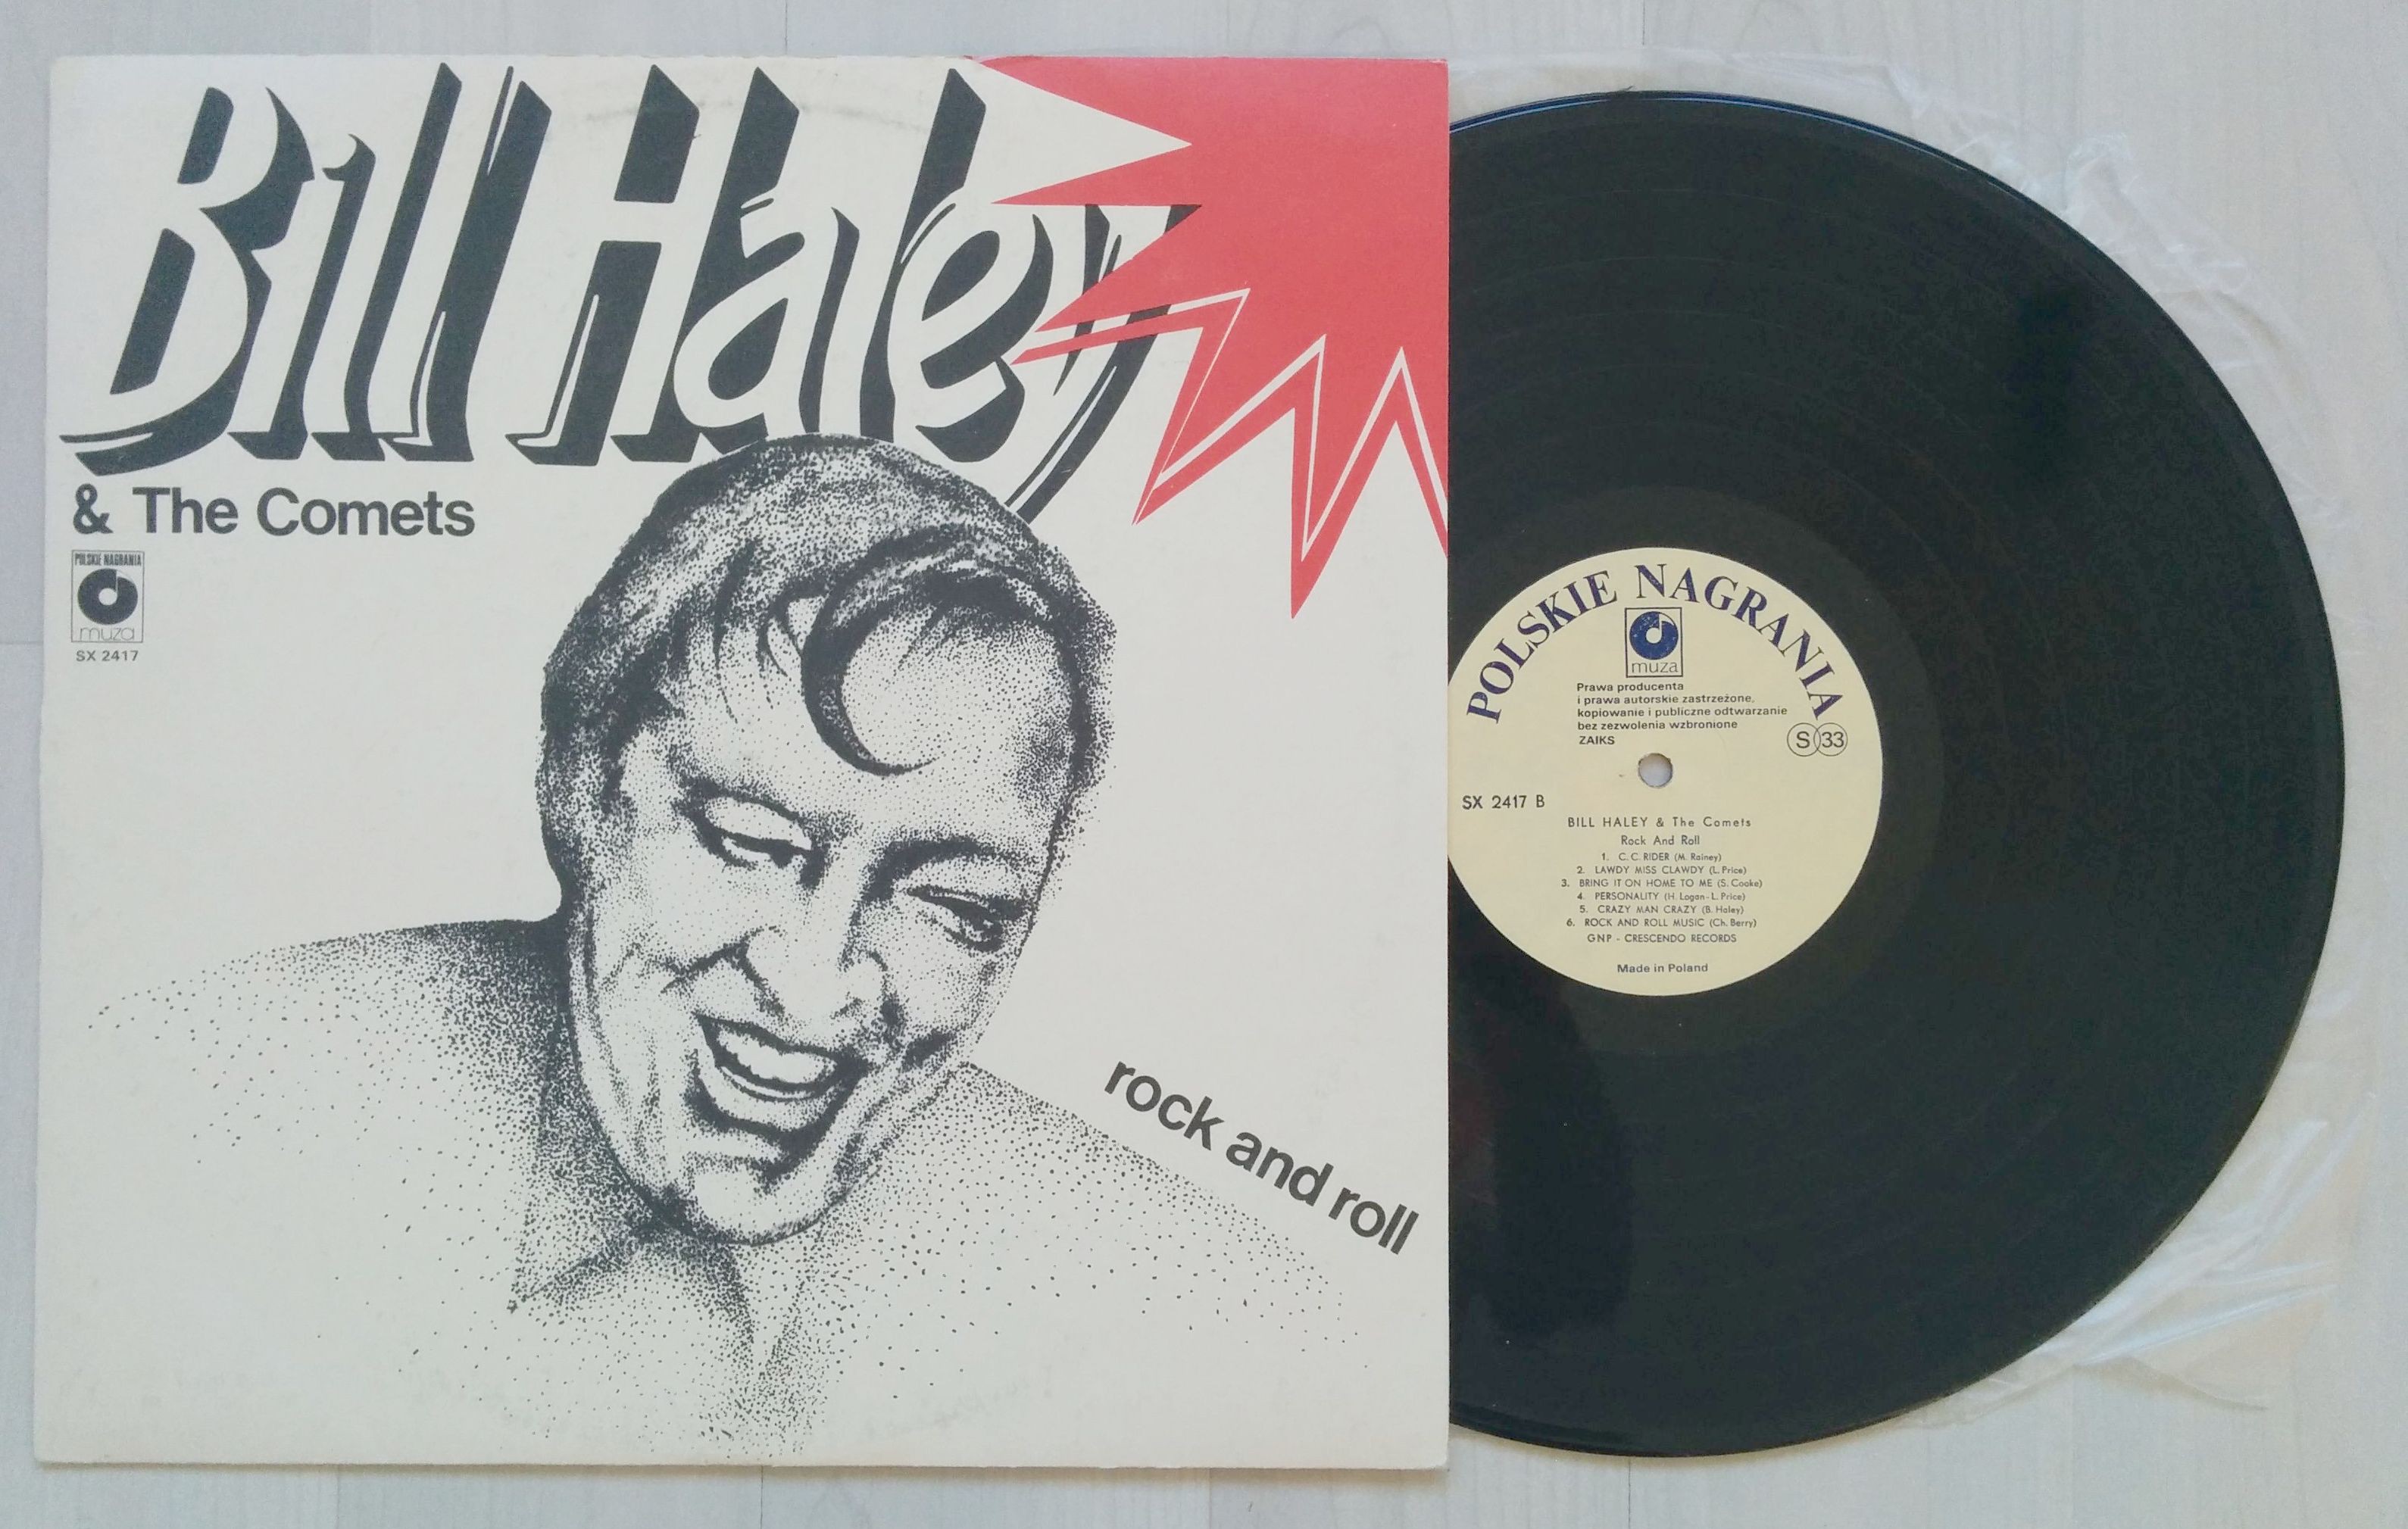 Bill Haley
& The Comets
POLSKIE NAGRANIA
muza
SX 2417
rock and roll
POLSKIE NAGRANIA
muza
Prawa producenta
i prawa autorskie zastrzeżone,
kopiowanie i publiczne odtwarzanie
bez zezwolenia wzbronione
ZAIKS
S 33
SX 2417 B
BILL HALEY & The Comets
Rock And Roll
1. C. C. RIDER (M. Rainey)
2. LAWDY MISS CLAWDY (L. Price)
3. BRING IT ON HOME TO ME (S. Cooke)
4. PERSONALITY (H. Logan - L. Price)
5. CRAZY MAN CRAZY (B. Haley)
6. ROCK AND ROLL MUSIC (Ch. Berry)
GNP - CRESCENDO RECORDS
Made in Poland